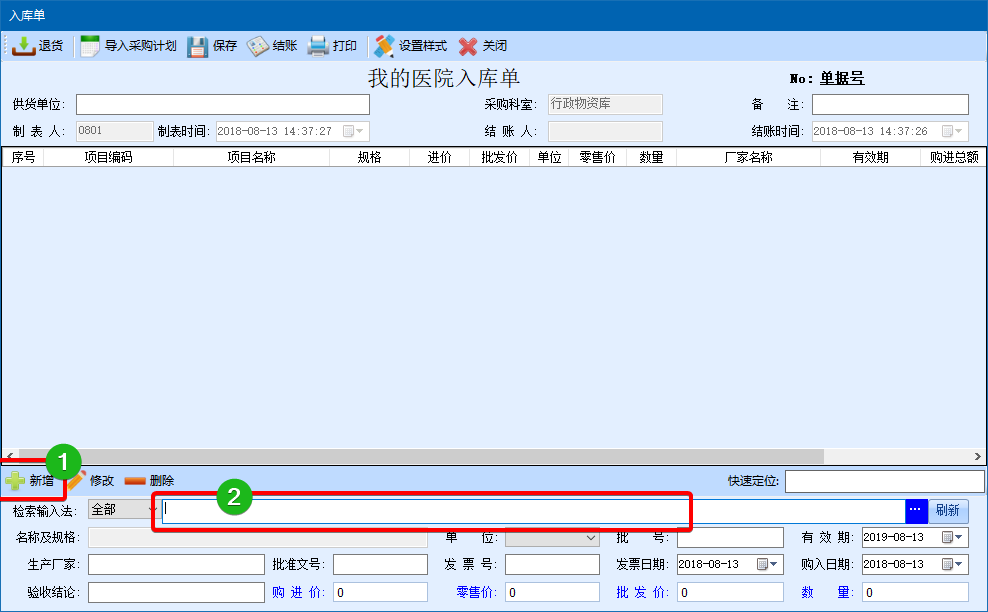 入库单
退货 导入采购计划 保存 结账 打印 设置样式 关闭
我的医院入库单 No: 单据号
供货单位: 采购科室: 行政物资库 备 注:
制 表 人: 0801 制表时间: 2018-08-13 14:37:27 结 账 人: 结账时间: 2018-08-13 14:37:26
序号 项目编码 项目名称 规格 进价 批发价 单位 零售价 数量 厂家名称 有效期 购进总额
1
新增 修改 删除 快速定位:
2
检索输入法: 全部 ... 刷新
名称及规格: 单 位: 批 号: 有 效 期: 2019-08-13
生产厂家: 批准文号: 发 票 号: 发票日期: 2018-08-13 购入日期: 2018-08-13
验收结论: 购 进 价: 0 零售价: 0 批 发 价: 0 数 量: 0